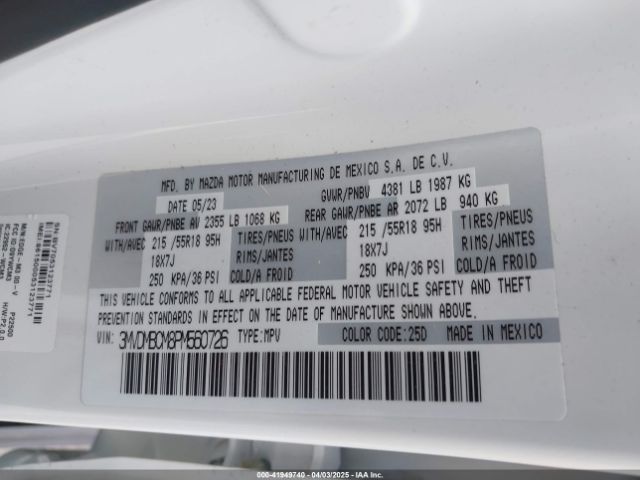 MFD. BY MAZDA MOTOR MANUFACTURING DE MEXICO S.A. DE C.V.
DATE 05/23
GVWR/PNBV 4381 LB 1987 KG
FRONT GAWR/PNBE AV 2355 LB 1068 KG
REAR GAWR/PNBE AR 2072 LB 940 KG
WITH/AVEC 215 /55R18 95H TIRES/PNEUS
WITH/AVEC 215 /55R18 95H TIRES/PNEUS
18X7J RIMS/JANTES
18X7J RIMS/JANTES
250 KPA/36 PSI COLD/A FROID
250 KPA/36 PSI COLD/A FROID
THIS VEHICLE CONFORMS TO ALL APPLICABLE FEDERAL MOTOR VEHICLE SAFETY AND THEFT
PREVENTION STANDARDS IN EFFECT ON THE DATE OF MANUFACTURE SHOWN ABOVE.
VIN: 3MVDMBCM8PM560726 TYPE: MPV COLOR CODE: 25D MADE IN MEXICO
P22500
000-41949740 - 04/03/2025 - IAA Inc.